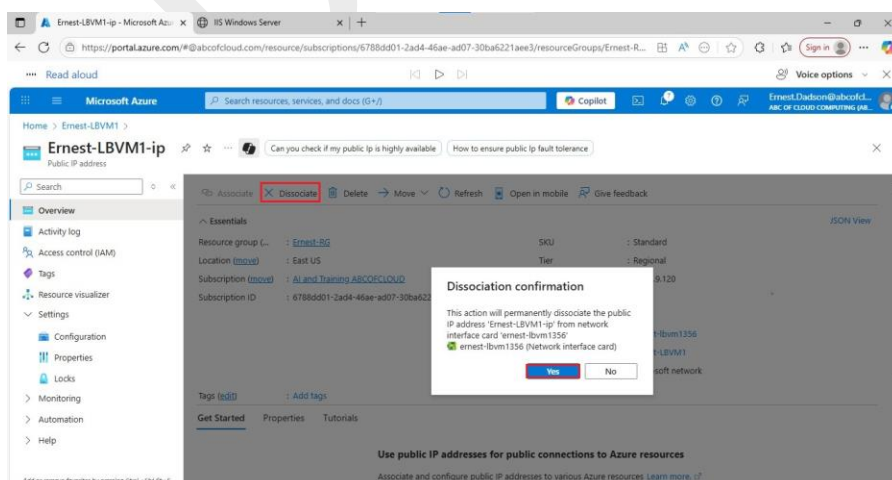 Ernest-LBVM1-ip - Microsoft Azu
IIS Windows Server
https://portal.azure.com/#@abcofcloud.com/resource/subscriptions/6788dd01-2ad4-46ae-ad07-30ba6221aee3/resourceGroups/Ernest-R...
Sign in
Read aloud
Voice options
Microsoft Azure
Search resources, services, and docs (G+/)
Copilot
Ernest.Dadson@abcofcl...
ABC OF CLOUD COMPUTING (AB...
Home > Ernest-LBVM1 >
Ernest-LBVM1-ip
Can you check if my public Ip is highly available
How to ensure public Ip fault tolerance
Public IP address
Search
Associate Dissociate Delete Move Refresh Open in mobile Give feedback
Overview
Activity log
Access control (IAM)
Tags
Resource visualizer
Settings
Configuration
Properties
Locks
Monitoring
Automation
Help
Essentials
JSON View
Resource group (... : Ernest-RG
Location (move) : East US
Subscription (move) : AI and Training ABCOFCLOUD
Subscription ID : 6788dd01-2ad4-46ae-ad07-30ba622
SKU : Standard
Tier : Regional
.9.120
t-lbvm1356
t-LBVM1
soft network
Dissociation confirmation
This action will permanently dissociate the public
IP address 'Ernest-LBVM1-ip' from network
interface card 'ernest-lbvm1356'
ernest-lbvm1356 (Network interface card)
Yes No
Tags (edit) : Add tags
Get Started Properties Tutorials
Use public IP addresses for public connections to Azure resources
Associate and configure public IP addresses to various Azure resources Learn more.